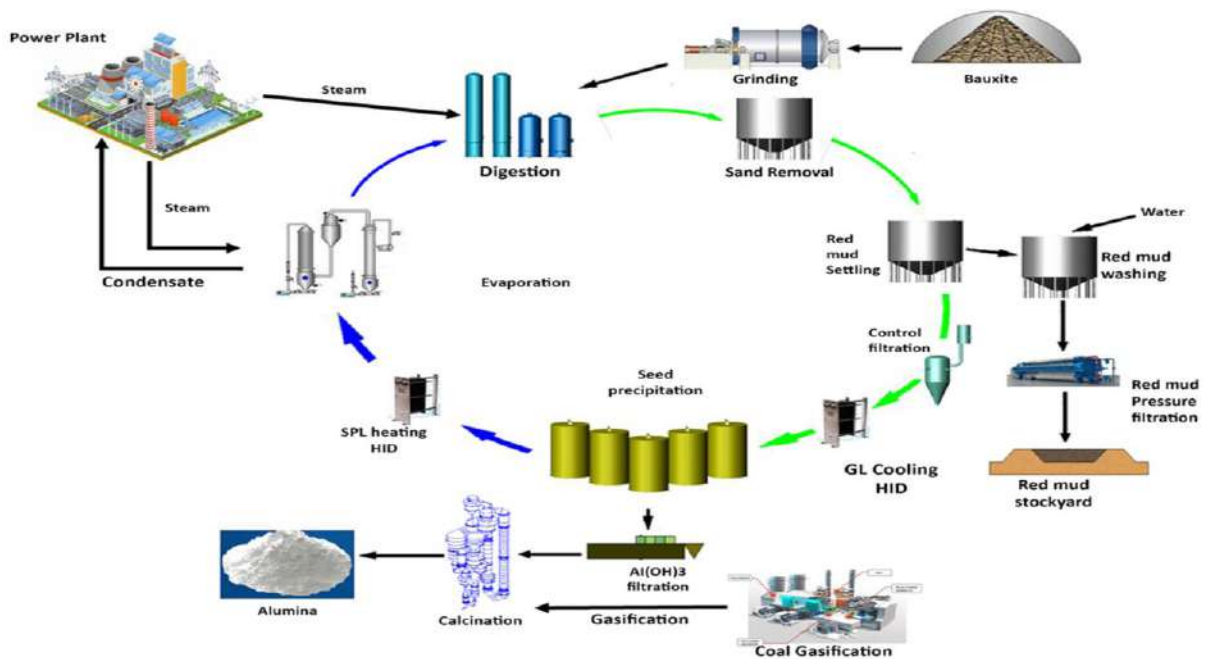 Power Plant
Steam
Grinding
Bauxite
Digestion
Sand Removal
Steam
Condensate
Evaporation
Water
Red
mud
Settling
Red mud
washing
Control
filtration
Seed
precipitation
Red mud
Pressure
filtration
SPL heating
HID
GL Cooling
HID
Red mud
stockyard
Al(OH)3
filtration
Alumina
Calcination
Gasification
Coal Gasification